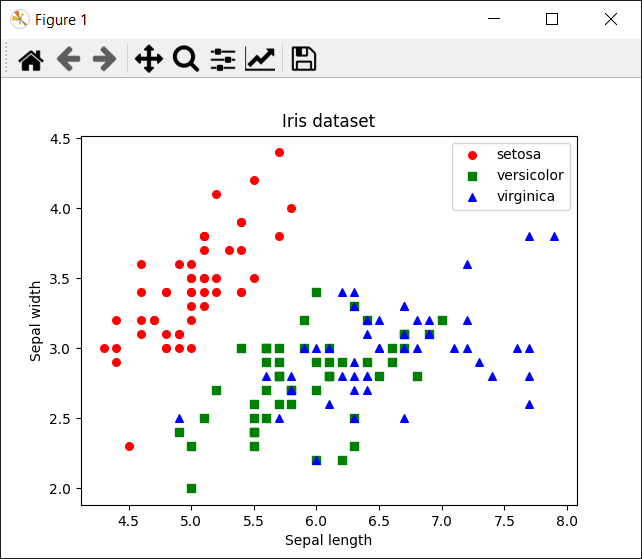 Figure 1
Iris dataset
setosa
versicolor
virginica
Sepal width
4.5
4.0
3.5
3.0
2.5
2.0
4.5 5.0 5.5 6.0 6.5 7.0 7.5 8.0
Sepal length